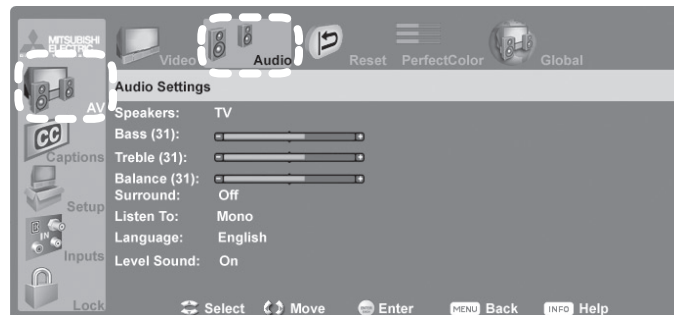 MITSUBISHI
ELECTRIC
Video Audio Reset PerfectColor Global
AV
Audio Settings
Speakers: TV
Bass (31):
CC
Captions
Treble (31):
Balance (31):
Surround: Off
Setup
Listen To: Mono
Language: English
IN
Inputs
Level Sound: On
Lock
Select Move Enter MENU Back INFO Help